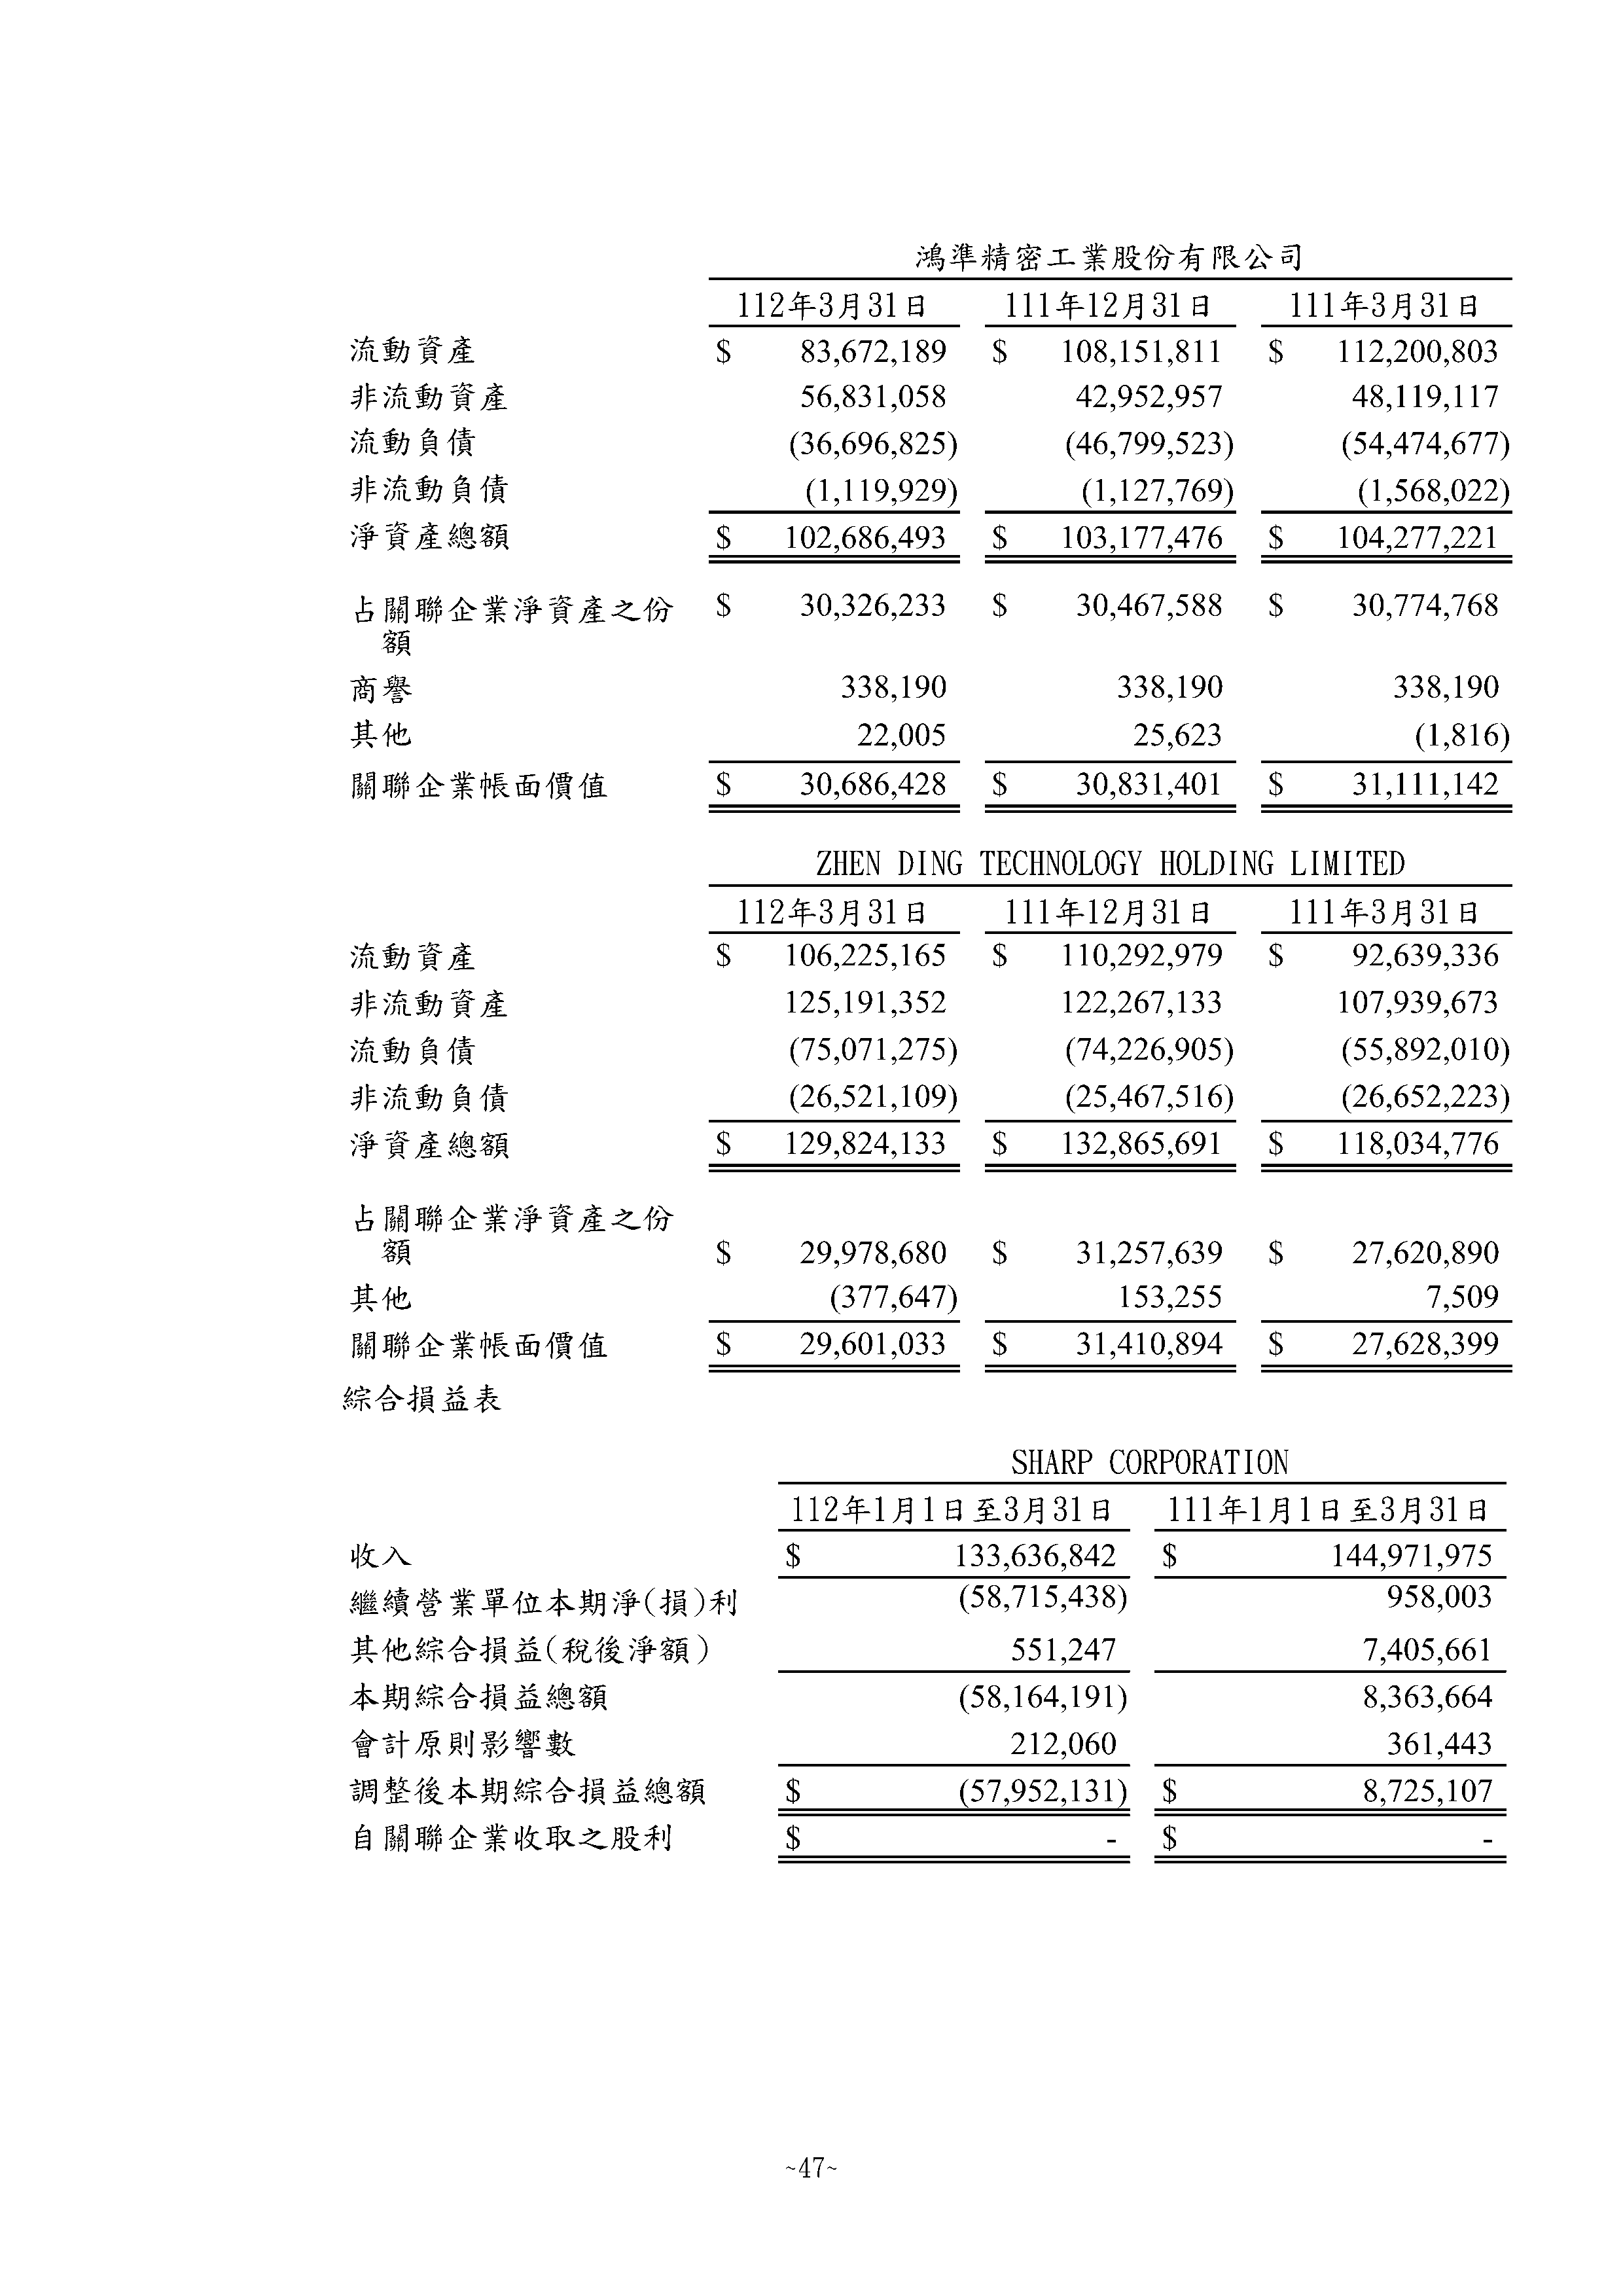 鴻準精密工業股份有限公司
112年3月31日 111年12月31日 111年3月31日
流動資產 $ 83,672,189 $ 108,151,811 $ 112,200,803
非流動資產 56,831,058 42,952,957 48,119,117
流動負債 (36,696,825) (46,799,523) (54,474,677)
非流動負債 (1,119,929) (1,127,769) (1,568,022)
淨資產總額 $ 102,686,493 $ 103,177,476 $ 104,277,221
占關聯企業淨資產之份 $ 30,326,233 $ 30,467,588 $ 30,774,768
額
商譽 338,190 338,190 338,190
其他 22,005 25,623 (1,816)
關聯企業帳面價值 $ 30,686,428 $ 30,831,401 $ 31,111,142
ZHEN DING TECHNOLOGY HOLDING LIMITED
112年3月31日 111年12月31日 111年3月31日
流動資產 $ 106,225,165 $ 110,292,979 $ 92,639,336
非流動資產 125,191,352 122,267,133 107,939,673
流動負債 (75,071,275) (74,226,905) (55,892,010)
非流動負債 (26,521,109) (25,467,516) (26,652,223)
淨資產總額 $ 129,824,133 $ 132,865,691 $ 118,034,776
占關聯企業淨資產之份
額 $ 29,978,680 $ 31,257,639 $ 27,620,890
其他 (377,647) 153,255 7,509
關聯企業帳面價值 $ 29,601,033 $ 31,410,894 $ 27,628,399
綜合損益表
SHARP CORPORATION
112年1月1日至3月31日 111年1月1日至3月31日
收入 $ 133,636,842 $ 144,971,975
繼續營業單位本期淨(損)利 (58,715,438) 958,003
其他綜合損益(稅後淨額) 551,247 7,405,661
本期綜合損益總額 (58,164,191) 8,363,664
會計原則影響數 212,060 361,443
調整後本期綜合損益總額 $ (57,952,131) $ 8,725,107
自關聯企業收取之股利 $ - $ -
~47~